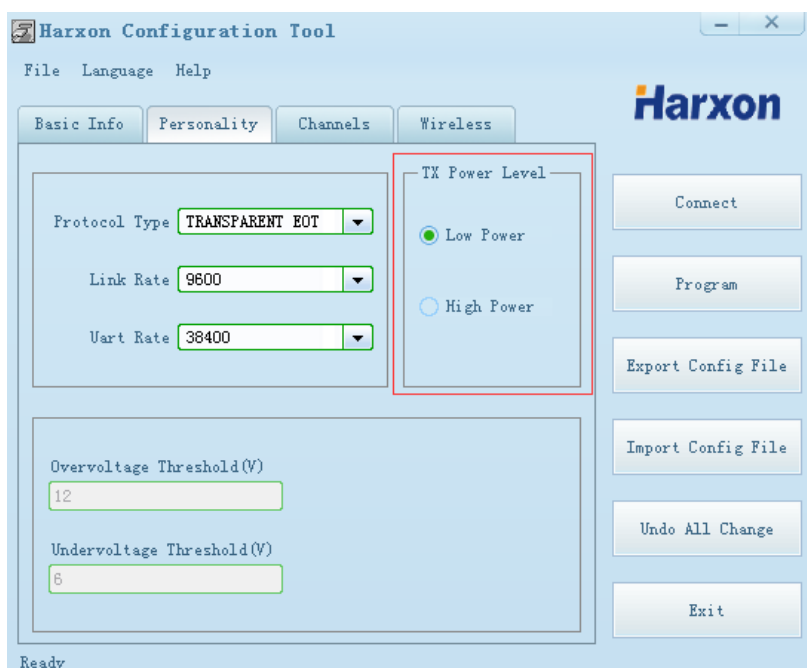 Harxon Configuration Tool
File Language Help
Harxon
Basic Info Personality Channels Wireless
TX Power Level
Protocol Type TRANSPARENT EOT
Low Power
Link Rate 9600
High Power
Uart Rate 38400
Overvoltage Threshold(V)
12
Undervoltage Threshold(V)
6
Connect
Program
Export Config File
Import Config File
Undo All Change
Exit
Ready